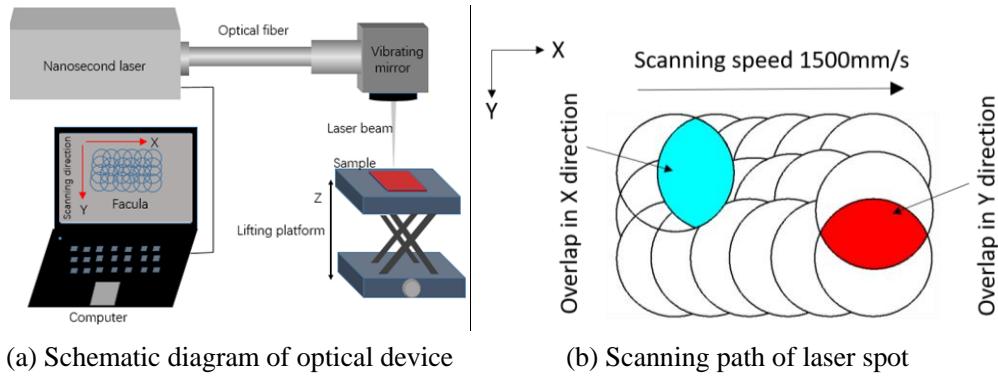 Optical fiber
Nanosecond laser
Vibrating
mirror
Laser beam
Sample
X
Scanning direction
Y
Facula
Z
Lifting platform
Computer
(a) Schematic diagram of optical device
X
Y
Scanning speed 1500mm/s
Overlap in X direction
Overlap in Y direction
(b) Scanning path of laser spot